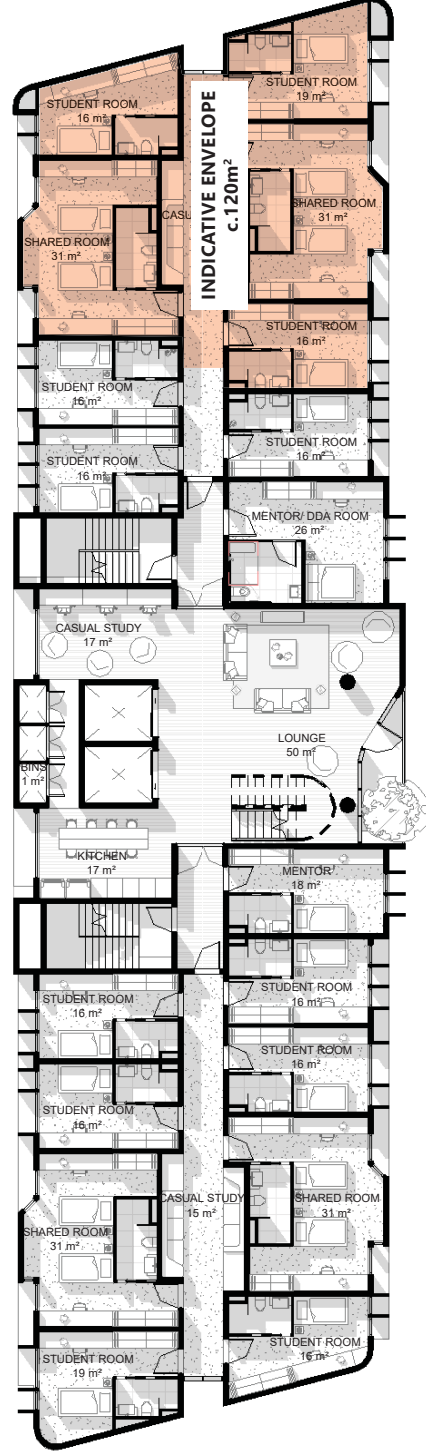 STUDENT ROOM
19 m²
STUDENT ROOM
16 m²
INDICATIVE ENVELOPE
c.120m²
SHARED ROOM
31 m²
CASU
SHARED ROOM
31 m²
STUDENT ROOM
16 m²
STUDENT ROOM
16 m²
STUDENT ROOM
16 m²
STUDENT ROOM
16 m²
MENTOR/ DDA ROOM
26 m²
CASUAL STUDY
17 m²
LOUNGE
50 m²
BINS
1 m²
KITCHEN
17 m²
MENTOR
18 m²
STUDENT ROOM
16 m²
STUDENT ROOM
16 m²
STUDENT ROOM
16 m²
STUDENT ROOM
16 m²
CASUAL STUDY
15 m²
SHARED ROOM
31 m²
SHARED ROOM
31 m²
STUDENT ROOM
16 m²
STUDENT ROOM
19 m²